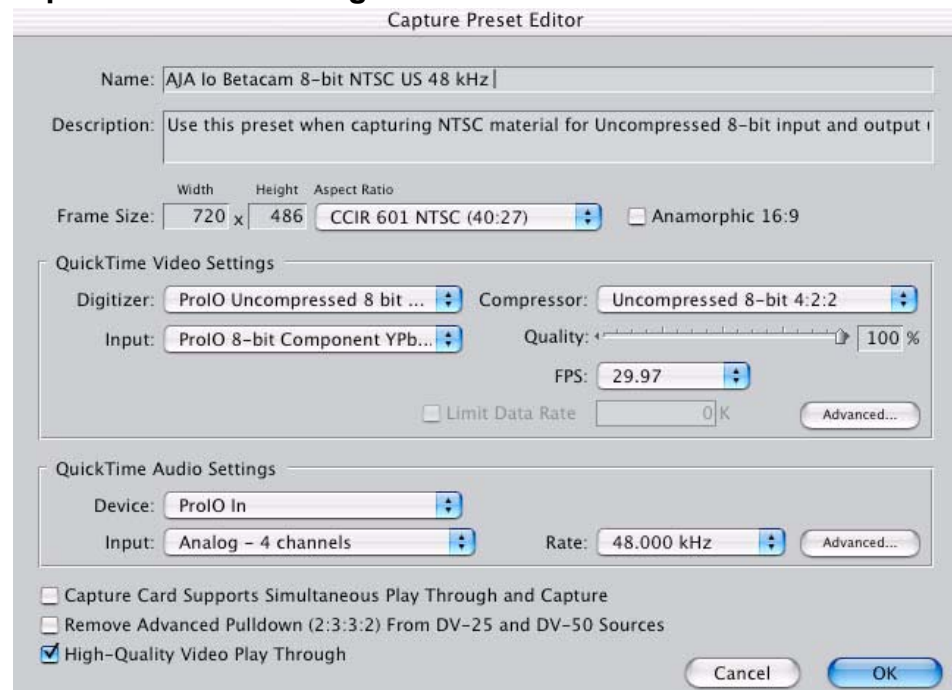 Capture Preset Editor
Name: AJA Io Betacam 8-bit NTSC US 48 kHz
Description: Use this preset when capturing NTSC material for Uncompressed 8-bit input and output
Width Height Aspect Ratio
Frame Size: 720 x 486 CCIR 601 NTSC (40:27) Anamorphic 16:9
QuickTime Video Settings
Digitizer: ProIO Uncompressed 8 bit ... Compressor: Uncompressed 8-bit 4:2:2
Input: ProIO 8-bit Component YPb... Quality: 100 %
FPS: 29.97
Limit Data Rate 0 K Advanced...
QuickTime Audio Settings
Device: ProIO In
Input: Analog - 4 channels Rate: 48.000 kHz Advanced...
Capture Card Supports Simultaneous Play Through and Capture
Remove Advanced Pulldown (2:3:3:2) From DV-25 and DV-50 Sources
High-Quality Video Play Through
Cancel OK